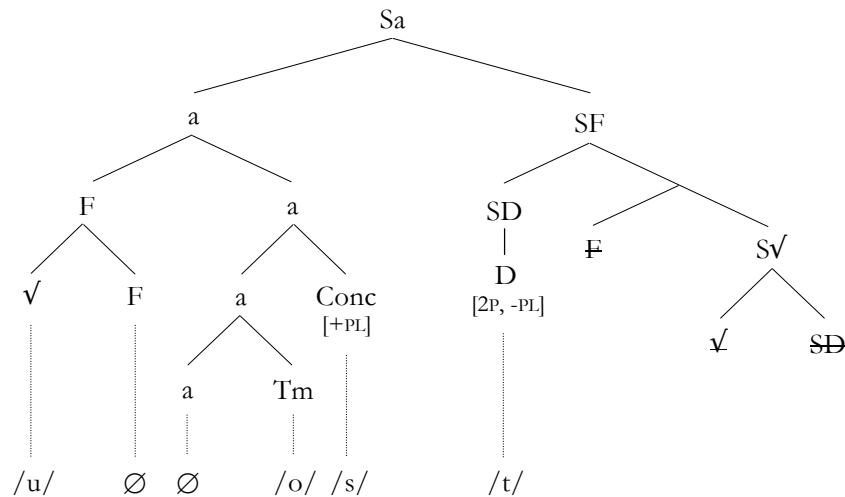 Sa
a SF
F a SD F S√
√ F a Conc D
[+PL] [2P, -PL]
√ SD
a Tm
/u/ ∅ ∅ /o/ /s/ /t/